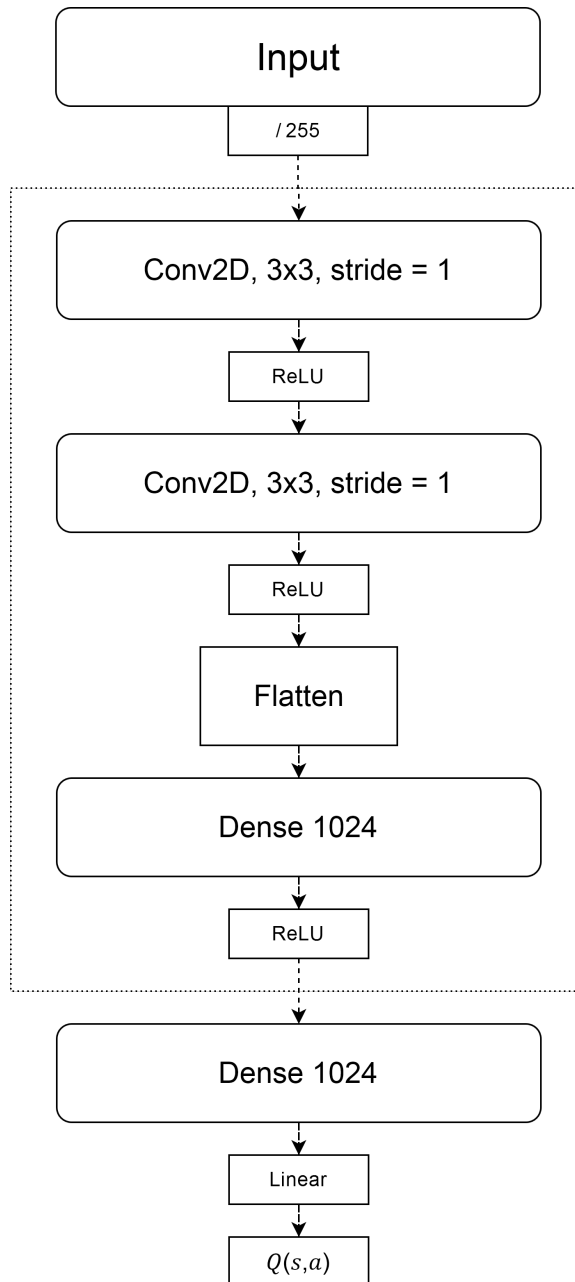 Input
/ 255
Conv2D, 3x3, stride = 1
ReLU
Conv2D, 3x3, stride = 1
ReLU
Flatten
Dense 1024
ReLU
Dense 1024
Linear
Q(s,a)